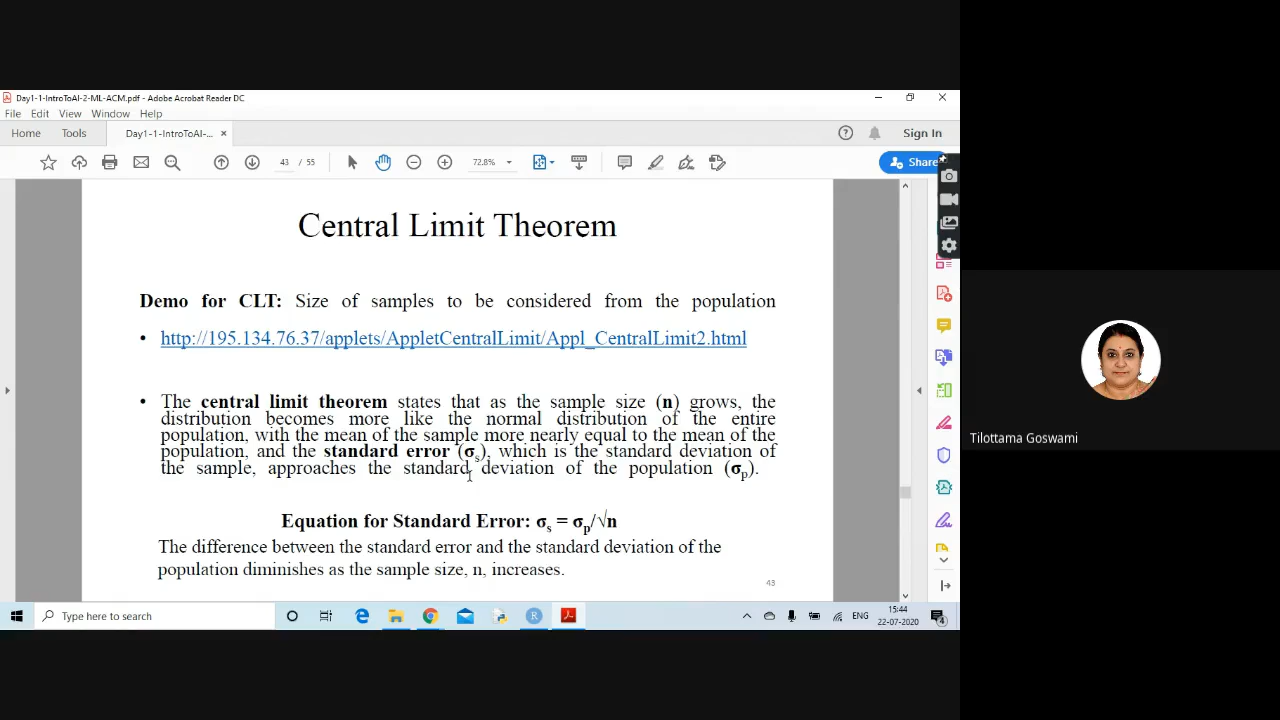 Day1-1-IntroToAI-2-ML-ACM.pdf - Adobe Acrobat Reader DC
File Edit View Window Help
Home Tools Day1-1-IntroToAI-... × Sign In
43 / 55 72.8% Share
Central Limit Theorem
Demo for CLT: Size of samples to be considered from the population
• http://195.134.76.37/applets/AppletCentralLimit/Appl_CentralLimit2.html
• The central limit theorem states that as the sample size (n) grows, the
distribution becomes more like the normal distribution of the entire
population, with the mean of the sample more nearly equal to the mean of the
population, and the standard error (σs), which is the standard deviation of
the sample, approaches the standard deviation of the population (σp).
Equation for Standard Error: σs = σp/√n
The difference between the standard error and the standard deviation of the
population diminishes as the sample size, n, increases.
43
Tilottama Goswami
Type here to search
ENG
15:44
22-07-2020
4